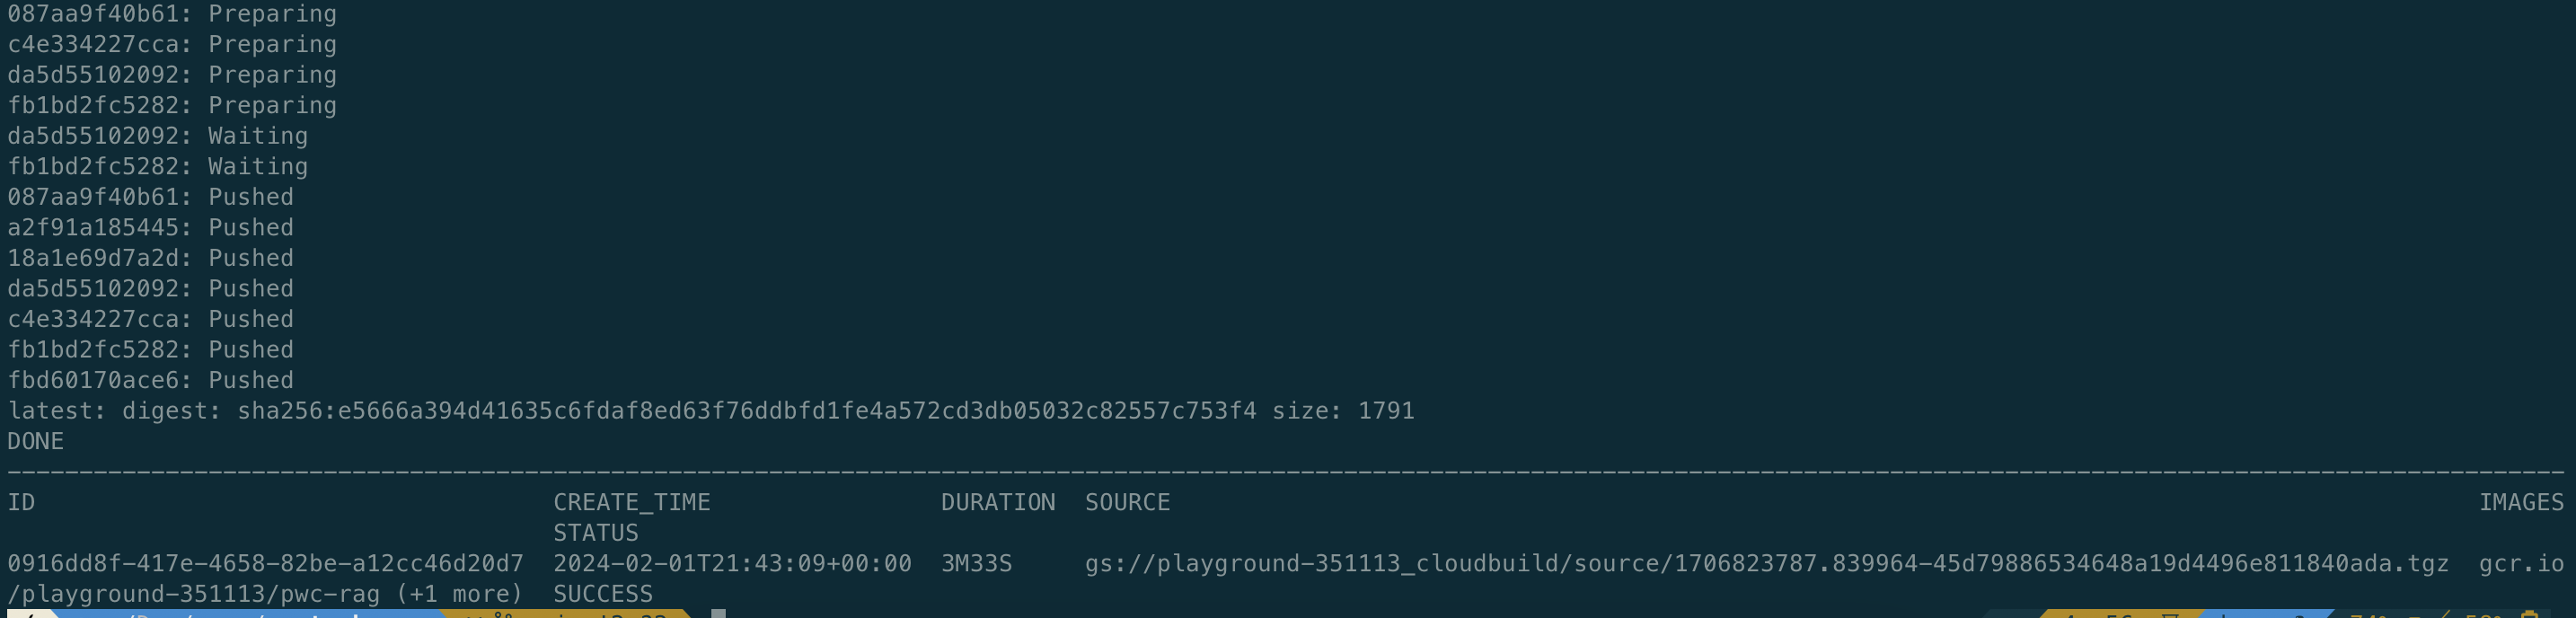 087aa9f40b61: Preparing
c4e334227cca: Preparing
da5d55102092: Preparing
fb1bd2fc5282: Preparing
da5d55102092: Waiting
fb1bd2fc5282: Waiting
087aa9f40b61: Pushed
a2f91a185445: Pushed
18a1e69d7a2d: Pushed
da5d55102092: Pushed
c4e334227cca: Pushed
fb1bd2fc5282: Pushed
fbd60170ace6: Pushed
latest: digest: sha256:e5666a394d41635c6fdaf8ed63f76ddbfd1fe4a572cd3db05032c82557c753f4 size: 1791
DONE
ID CREATE_TIME DURATION SOURCE IMAGES
STATUS
0916dd8f-417e-4658-82be-a12cc46d20d7 2024-02-01T21:43:09+00:00 3M33S gs://playground-351113_cloudbuild/source/1706823787.839964-45d79886534648a19d4496e811840ada.tgz gcr.io
/playground-351113/pwc-rag (+1 more) SUCCESS